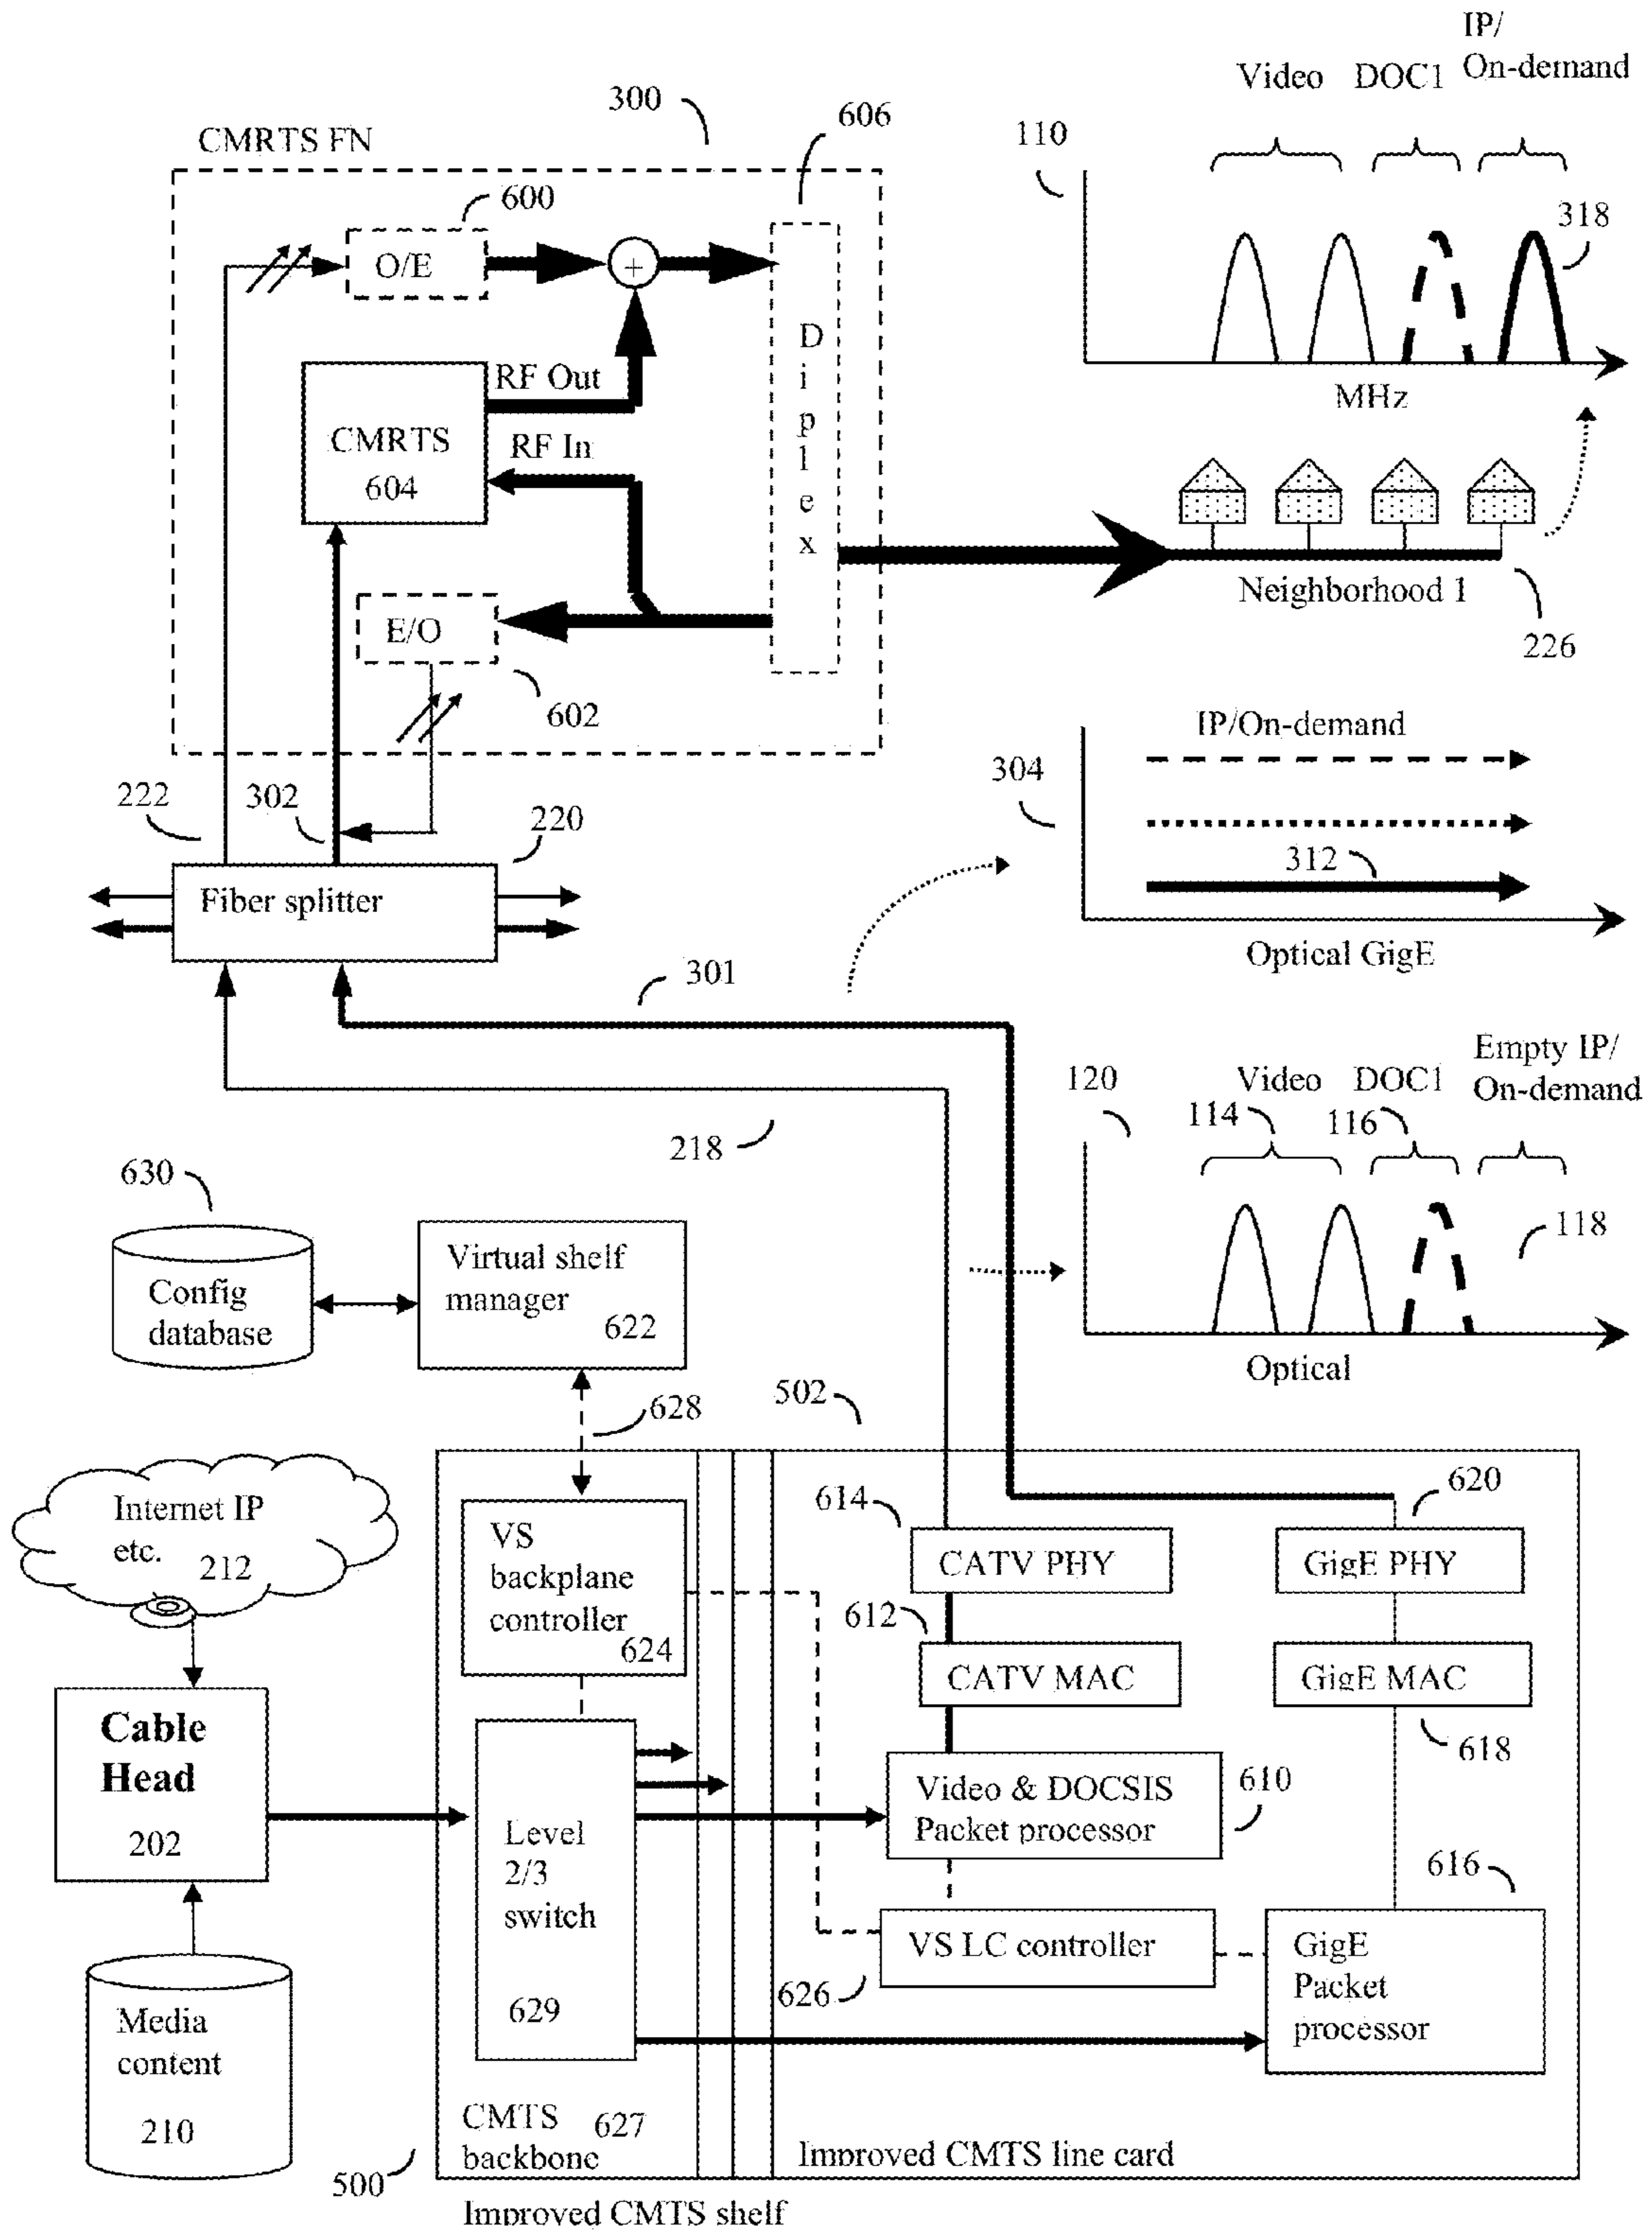 IP/
Video DOC1 On-demand
300
606
110
CMRTS FN
600
318
O/E
+
Diplex
RF Out
MHz
CMRTS
604
RF In
Neighborhood 1
E/O
226
602
IP/On-demand
304
222
302
220
312
Fiber splitter
Optical GigE
301
Empty IP/
120
Video DOC1 On-demand
114
116
218
630
118
Virtual shelf
manager
622
Config
database
Optical
502
628
Internet IP
etc.
212
614
620
VS
backplane
controller
624
CATV PHY
GigE PHY
612
CATV MAC
GigE MAC
618
Cable
Head
202
Video & DOCSIS
Packet processor
610
Level
2/3
switch
629
616
VS LC controller
626
GigE
Packet
processor
Media
content
210
CMTS
backbone
627
Improved CMTS line card
500
Improved CMTS shelf